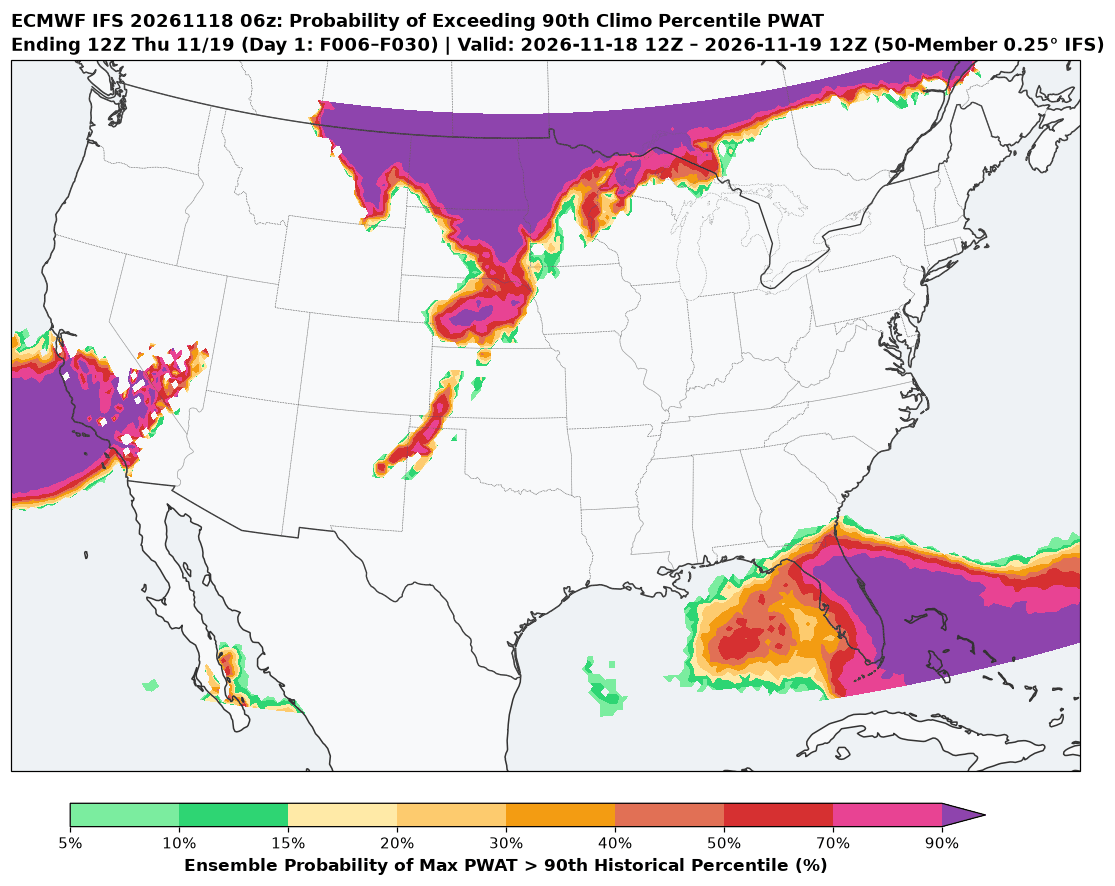 ECMWF IFS 20261118 06z: Probability of Exceeding 90th Climo Percentile PWAT
Ending 12Z Thu 11/19 (Day 1: F006–F030) | Valid: 2026-11-18 12Z – 2026-11-19 12Z (50-Member 0.25° IFS)
5% 10% 15% 20% 30% 40% 50% 70% 90%
Ensemble Probability of Max PWAT > 90th Historical Percentile (%)